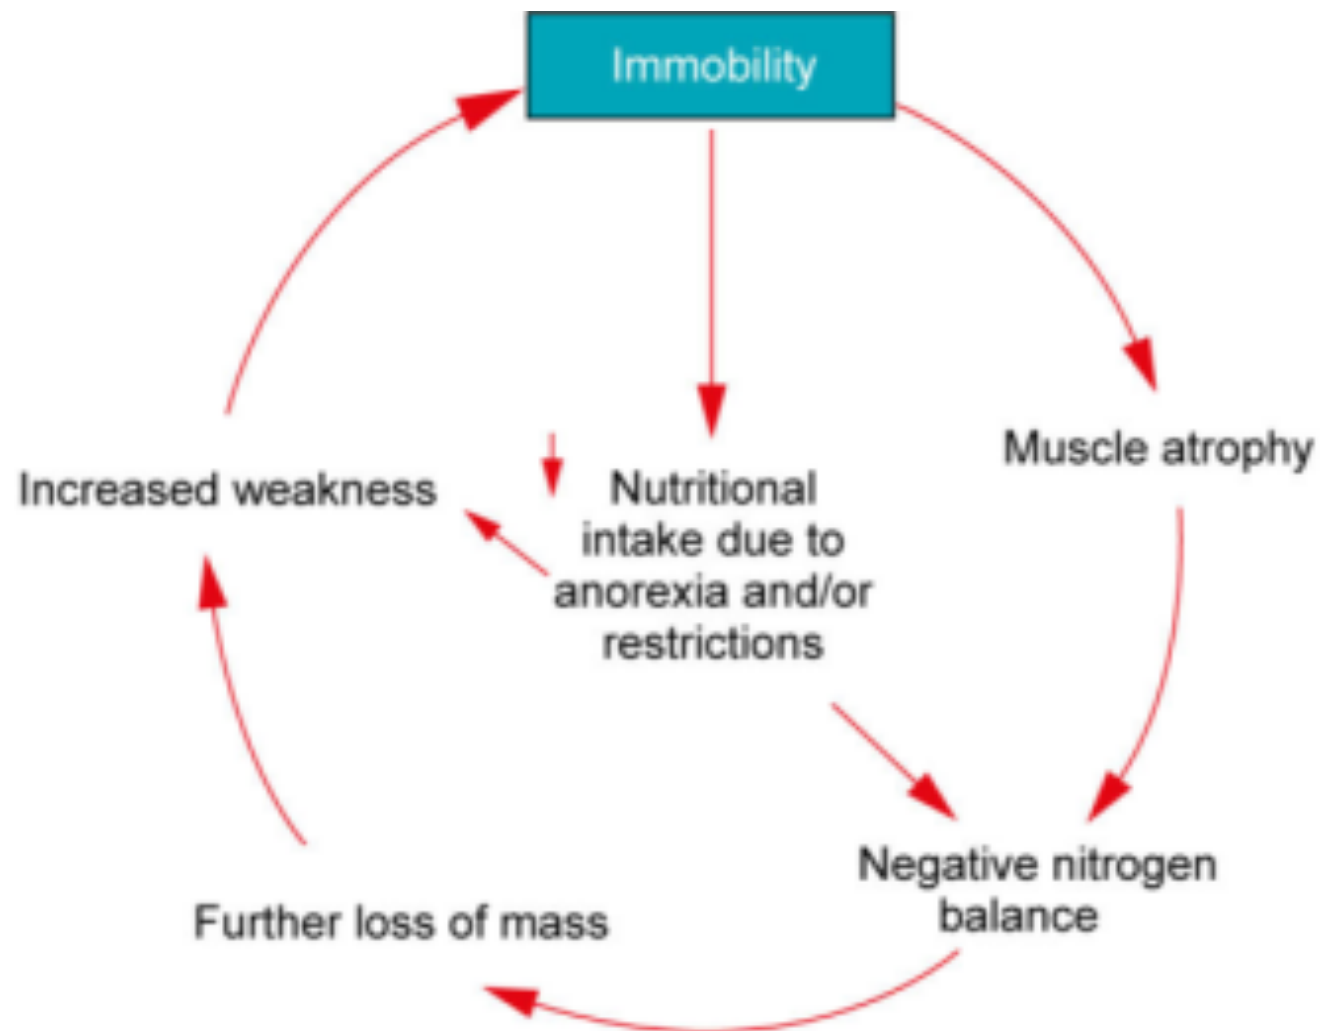 Immobility
Muscle atrophy
Increased weakness
Nutritional
intake due to
anorexia and/or
restrictions
Negative nitrogen
balance
Further loss of mass